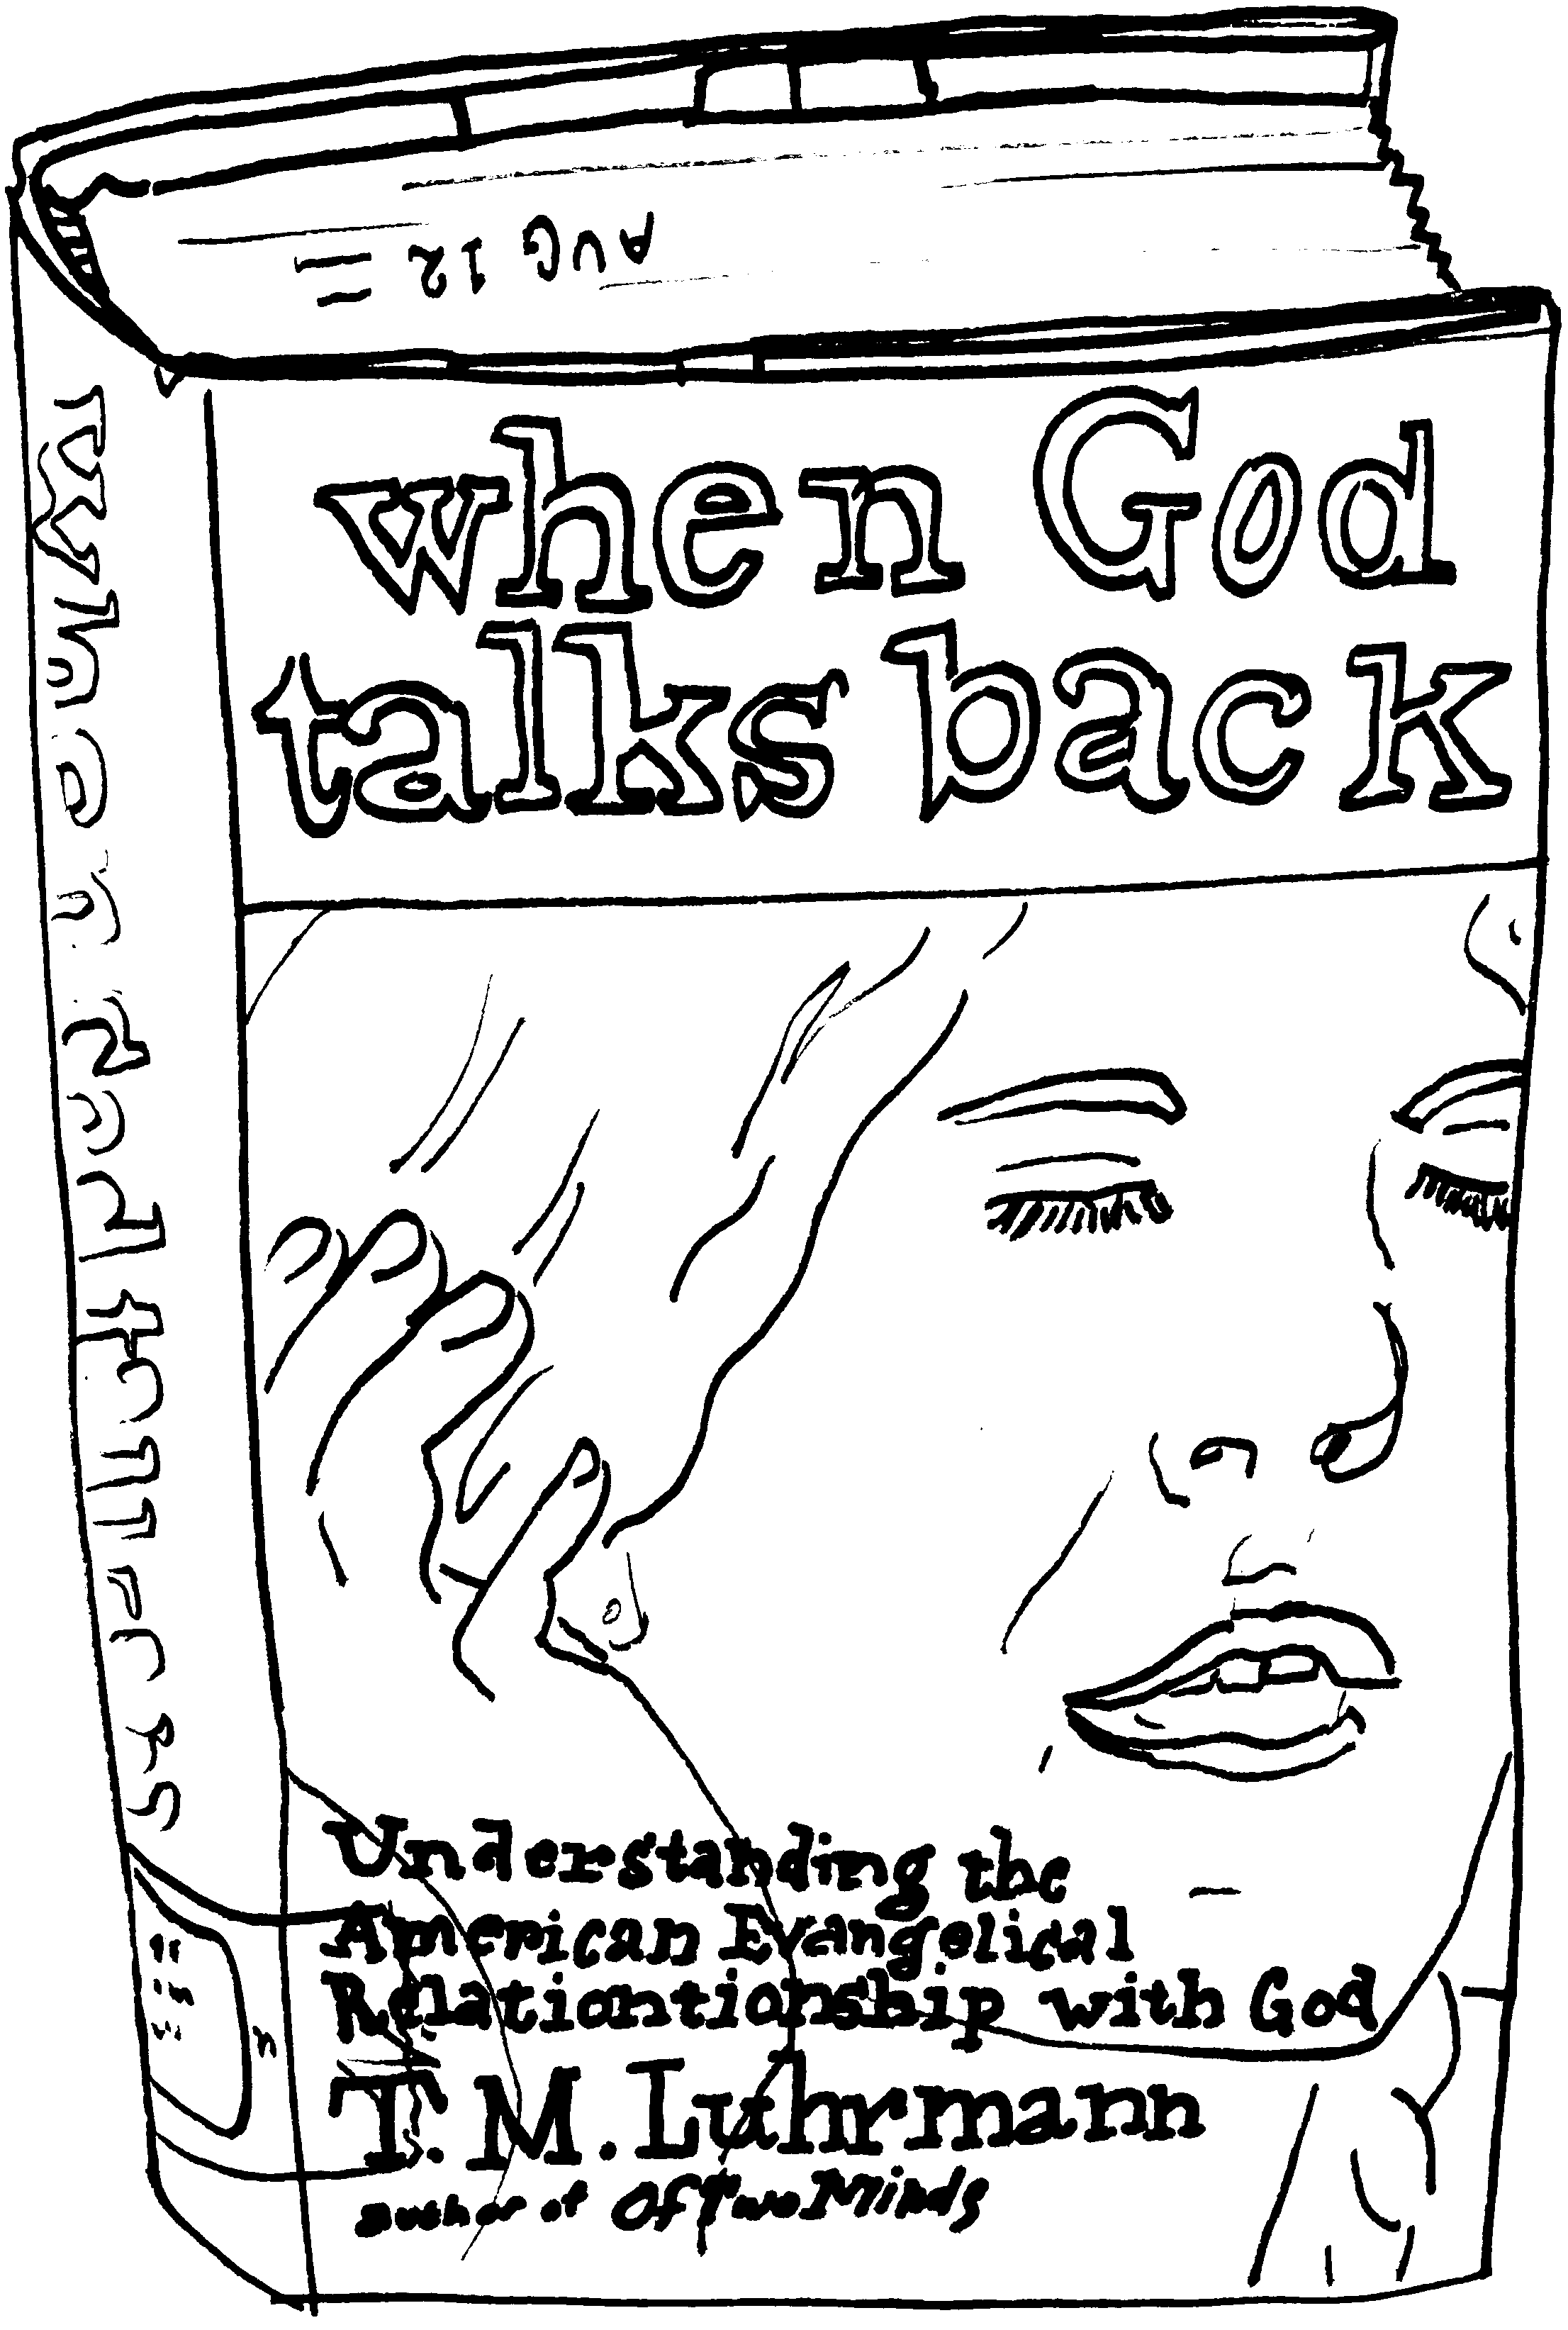 AUG 12
when God
talks back
Understanding the
American Evangelical
Relationtionship with God
T. M. Luhrmann
author of Of Two Minds
when God talks